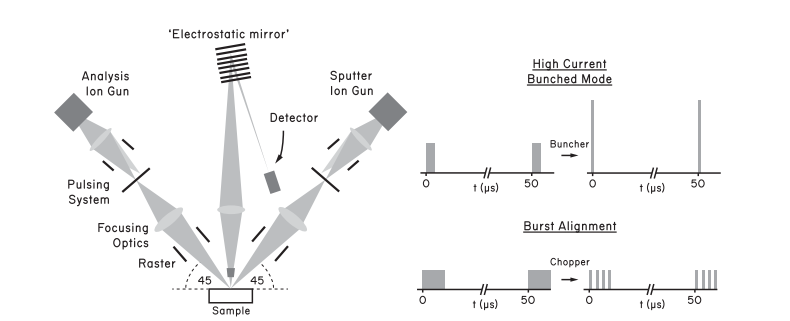 'Electrostatic mirror'
Analysis
Ion Gun
Sputter
Ion Gun
Detector
Pulsing
System
Focusing
Optics
Raster
45
45
Sample
High Current
Bunched Mode
Buncher
0
50
t (µs)
0
50
t (µs)
Burst Alignment
Chopper
0
50
t (µs)
0
50
t (µs)